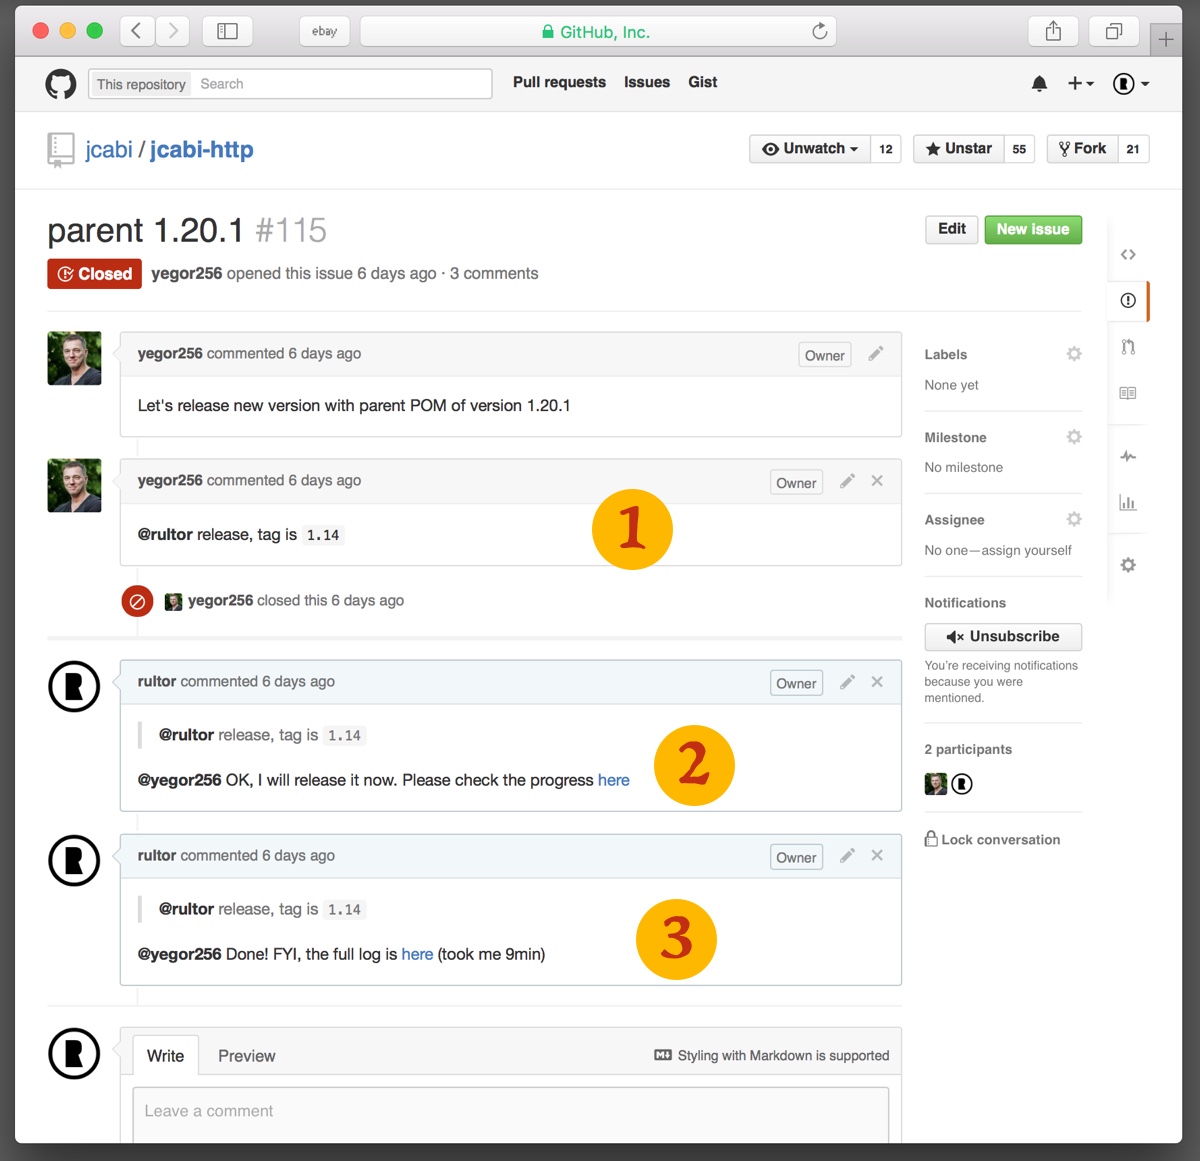 ebay
GitHub, Inc.
This repository Search Pull requests Issues Gist
jcabi / jcabi-http
Unwatch 12 Unstar 55 Fork 21
parent 1.20.1 #115
Edit New issue
Closed yegor256 opened this issue 6 days ago · 3 comments
yegor256 commented 6 days ago Owner
Let's release new version with parent POM of version 1.20.1
yegor256 commented 6 days ago Owner
@rultor release, tag is 1.14
1
yegor256 closed this 6 days ago
rultor commented 6 days ago Owner
@rultor release, tag is 1.14
@yegor256 OK, I will release it now. Please check the progress here
2
rultor commented 6 days ago Owner
@rultor release, tag is 1.14
@yegor256 Done! FYI, the full log is here (took me 9min)
3
Write Preview Styling with Markdown is supported
Leave a comment
Labels
None yet
Milestone
No milestone
Assignee
No one—assign yourself
Notifications
Unsubscribe
You're receiving notifications
because you were
mentioned.
2 participants
Lock conversation